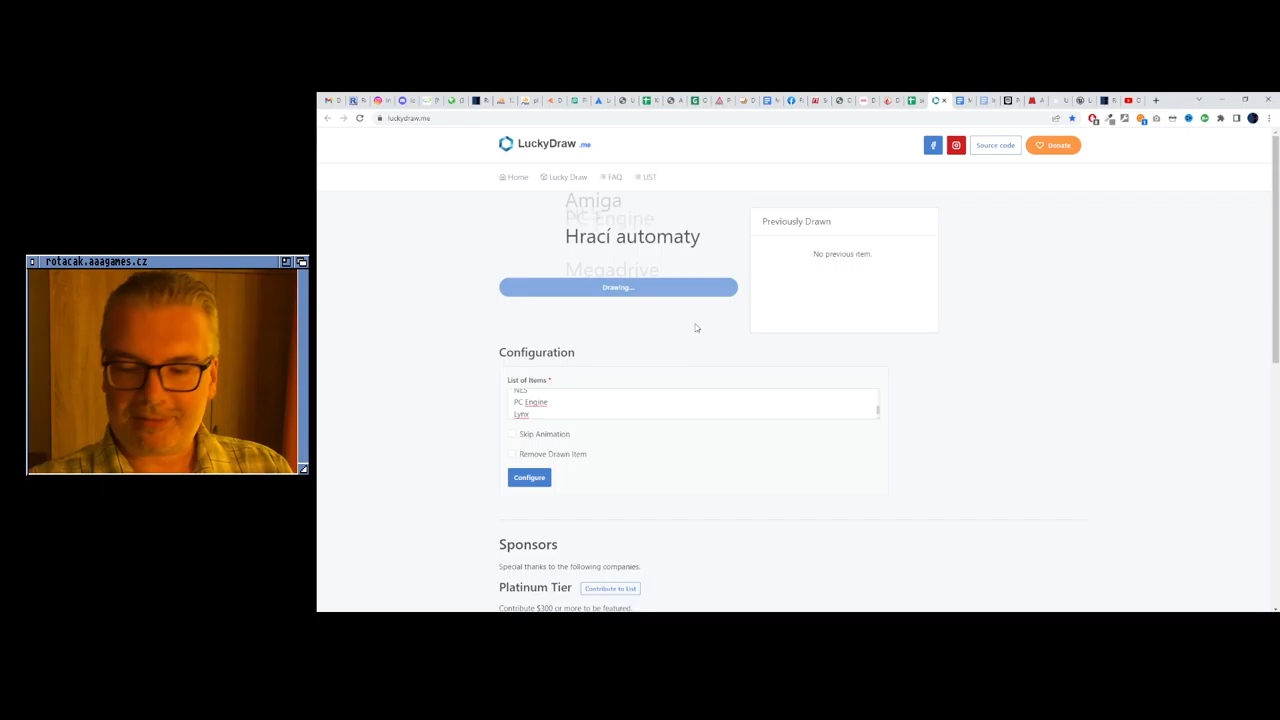 luckydraw.me
LuckyDraw .me
Source code
Donate
Home
Lucky Draw
FAQ
LIST
Amiga
PC Engine
Hrací automaty
Megadrive
Drawing...
Previously Drawn
No previous item.
rotacak.aaagames.cz
Configuration
List of Items *
NES
PC Engine
Lynx
Skip Animation
Remove Drawn Item
Configure
Sponsors
Special thanks to the following companies.
Platinum Tier
Contribute to List
Contribute $300 or more to be featured.